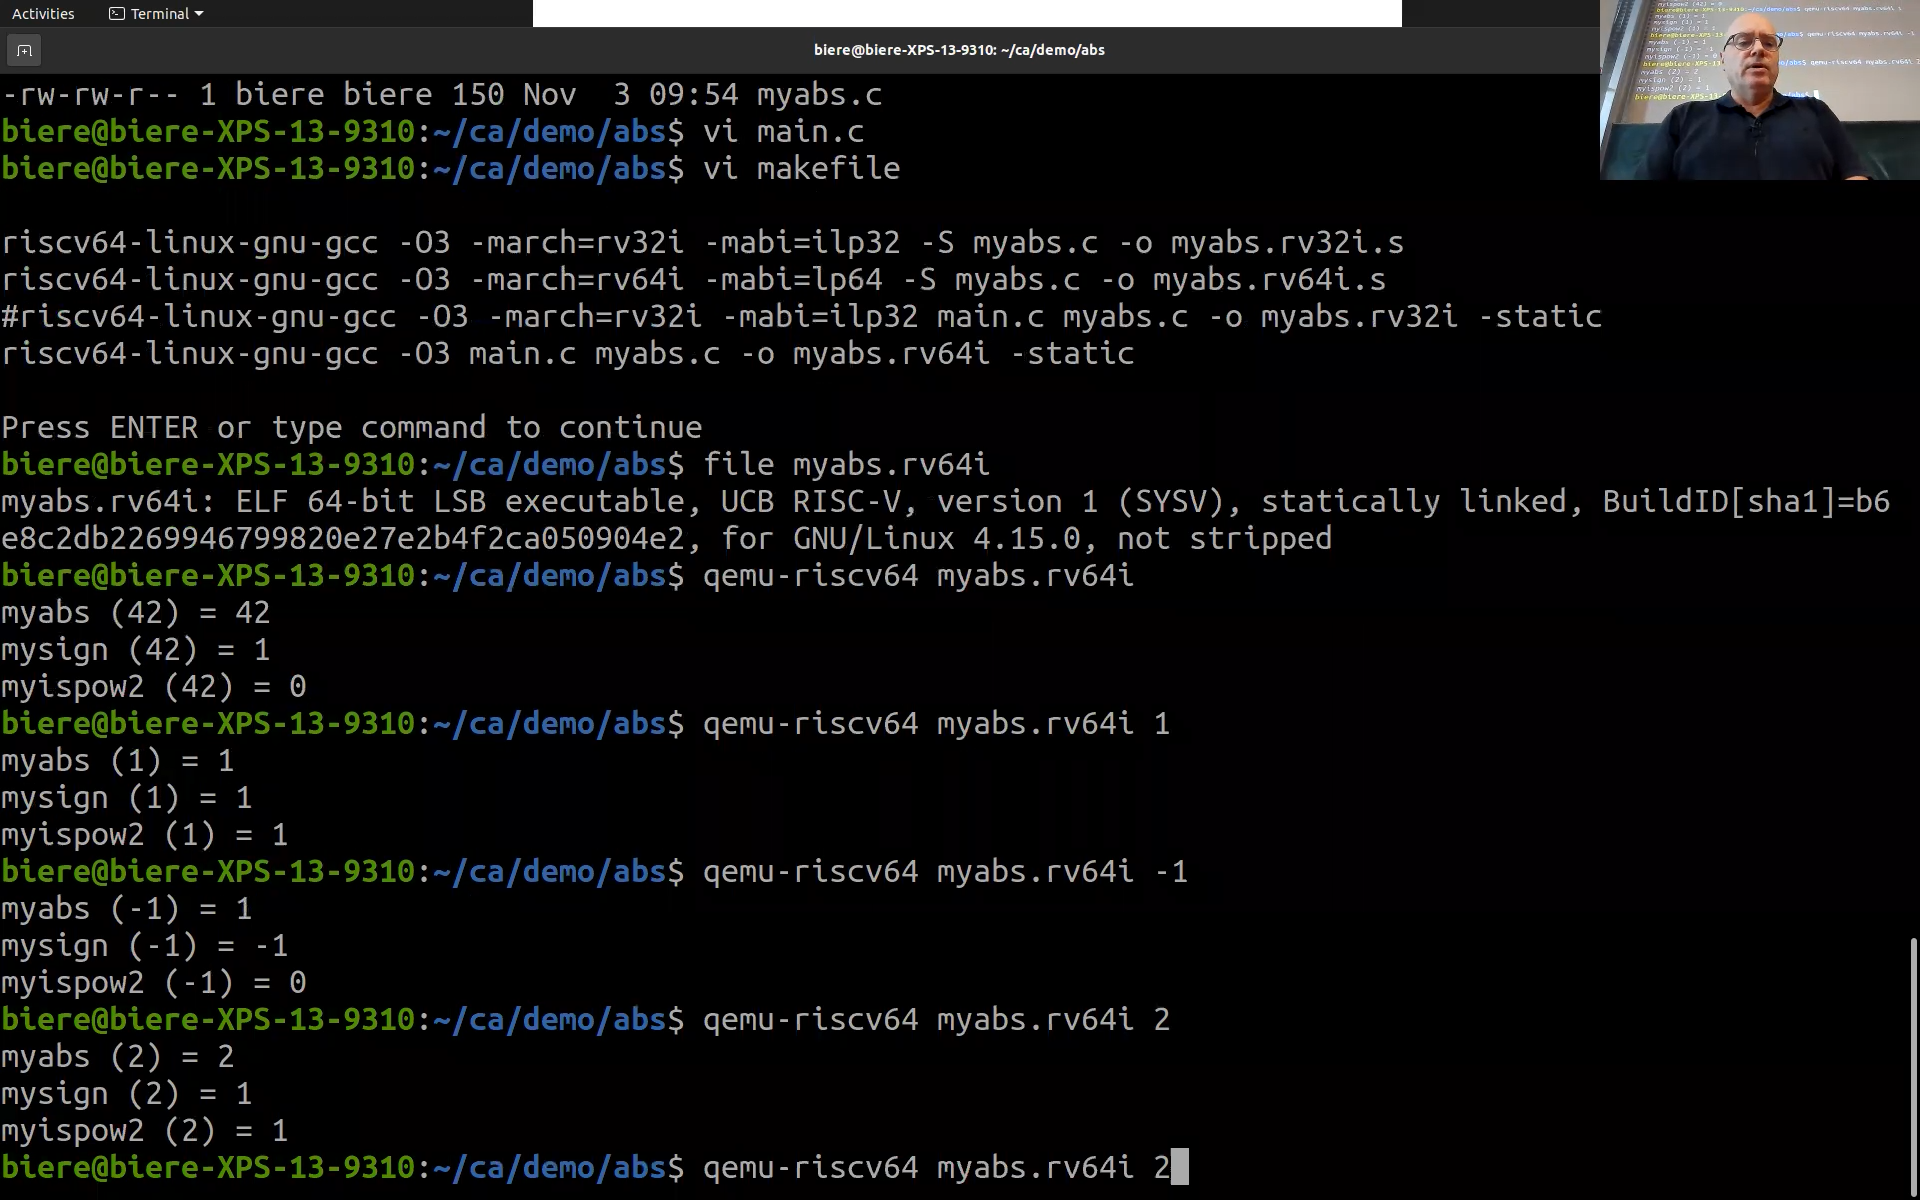 Activities
Terminal
biere@biere-XPS-13-9310: ~/ca/demo/abs
-rw-rw-r-- 1 biere biere 150 Nov  3 09:54 myabs.c
biere@biere-XPS-13-9310:~/ca/demo/abs$ vi main.c
biere@biere-XPS-13-9310:~/ca/demo/abs$ vi makefile
riscv64-linux-gnu-gcc -O3 -march=rv32i -mabi=ilp32 -S myabs.c -o myabs.rv32i.s
riscv64-linux-gnu-gcc -O3 -march=rv64i -mabi=lp64 -S myabs.c -o myabs.rv64i.s
#riscv64-linux-gnu-gcc -O3 -march=rv32i -mabi=ilp32 main.c myabs.c -o myabs.rv32i -static
riscv64-linux-gnu-gcc -O3 main.c myabs.c -o myabs.rv64i -static
Press ENTER or type command to continue
biere@biere-XPS-13-9310:~/ca/demo/abs$ file myabs.rv64i
myabs.rv64i: ELF 64-bit LSB executable, UCB RISC-V, version 1 (SYSV), statically linked, BuildID[sha1]=b6
e8c2db2269946799820e27e2b4f2ca050904e2, for GNU/Linux 4.15.0, not stripped
biere@biere-XPS-13-9310:~/ca/demo/abs$ qemu-riscv64 myabs.rv64i
myabs (42) = 42
mysign (42) = 1
myispow2 (42) = 0
biere@biere-XPS-13-9310:~/ca/demo/abs$ qemu-riscv64 myabs.rv64i 1
myabs (1) = 1
mysign (1) = 1
myispow2 (1) = 1
biere@biere-XPS-13-9310:~/ca/demo/abs$ qemu-riscv64 myabs.rv64i -1
myabs (-1) = 1
mysign (-1) = -1
myispow2 (-1) = 0
biere@biere-XPS-13-9310:~/ca/demo/abs$ qemu-riscv64 myabs.rv64i 2
myabs (2) = 2
mysign (2) = 1
myispow2 (2) = 1
biere@biere-XPS-13-9310:~/ca/demo/abs$ qemu-riscv64 myabs.rv64i 2